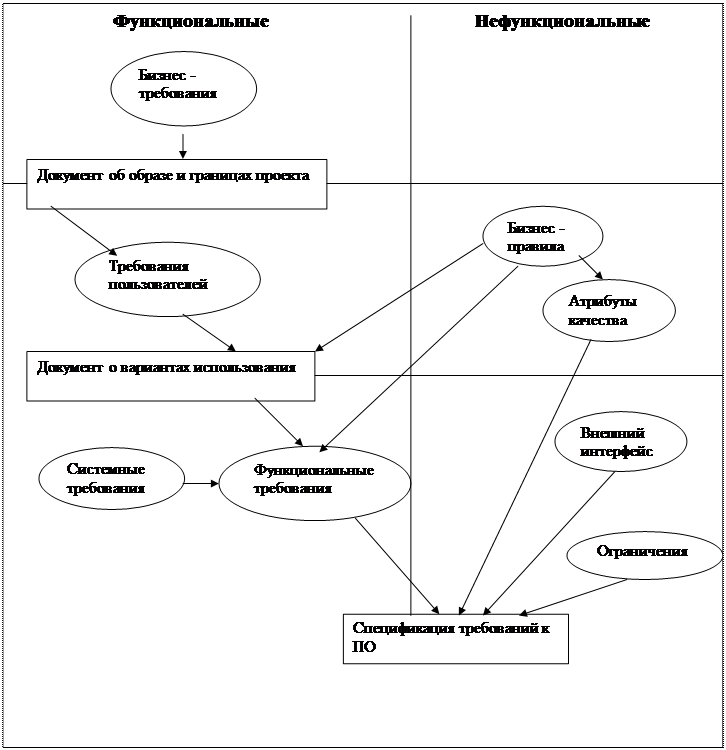 Функциональные
Нефункциональные
Бизнес –
требования
Документ об образе и границах проекта
Бизнес –
правила
Требования
пользователей
Атрибуты
качества
Документ о вариантах использования
Внешний
интерфейс
Системные
требования
Функциональные
требования
Ограничения
Спецификация требований к
ПО